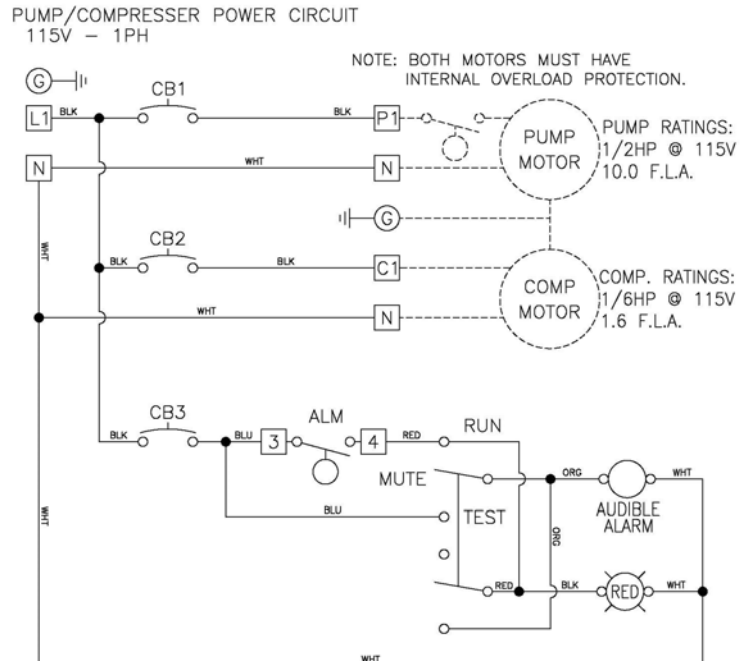 PUMP/COMPRESSER POWER CIRCUIT
115V - 1PH
NOTE: BOTH MOTORS MUST HAVE
INTERNAL OVERLOAD PROTECTION.
G
CB1
L1 BLK BLK P1
PUMP MOTOR
PUMP RATINGS:
1/2HP @ 115V
10.0 F.L.A.
N WHT N
G
WHT
CB2
BLK BLK C1
COMP MOTOR
COMP. RATINGS:
1/6HP @ 115V
1.6 F.L.A.
WHT N
CB3
ALM
BLK BLU 3 4 RED RUN
MUTE
ORG WHT
AUDIBLE
ALARM
BLU
TEST
WHT
ORG
RED BLK RED WHT
WHT